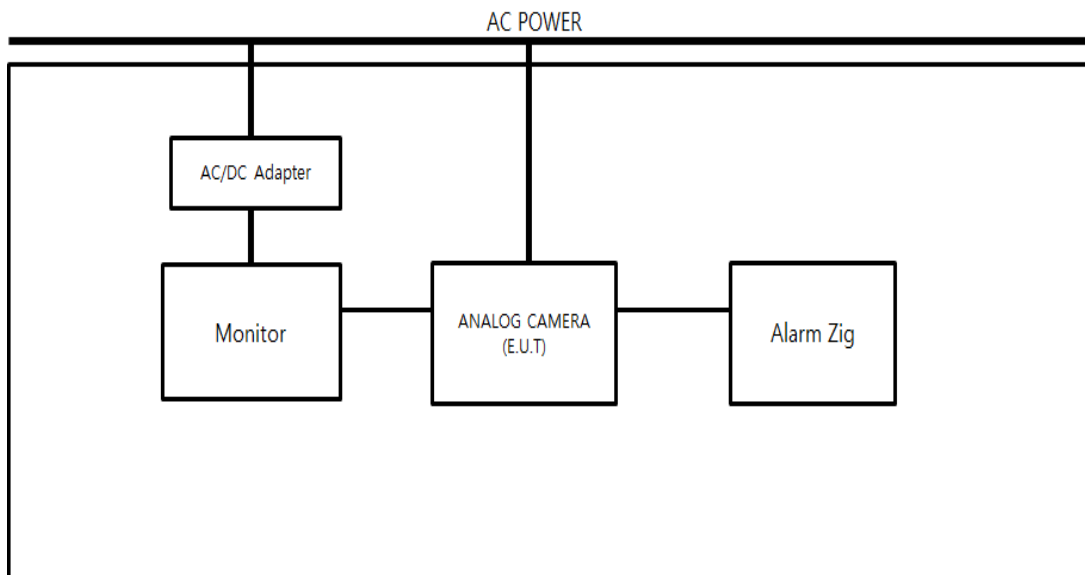 AC POWER
AC/DC Adapter
Monitor
ANALOG CAMERA
(E.U.T)
Alarm Zig